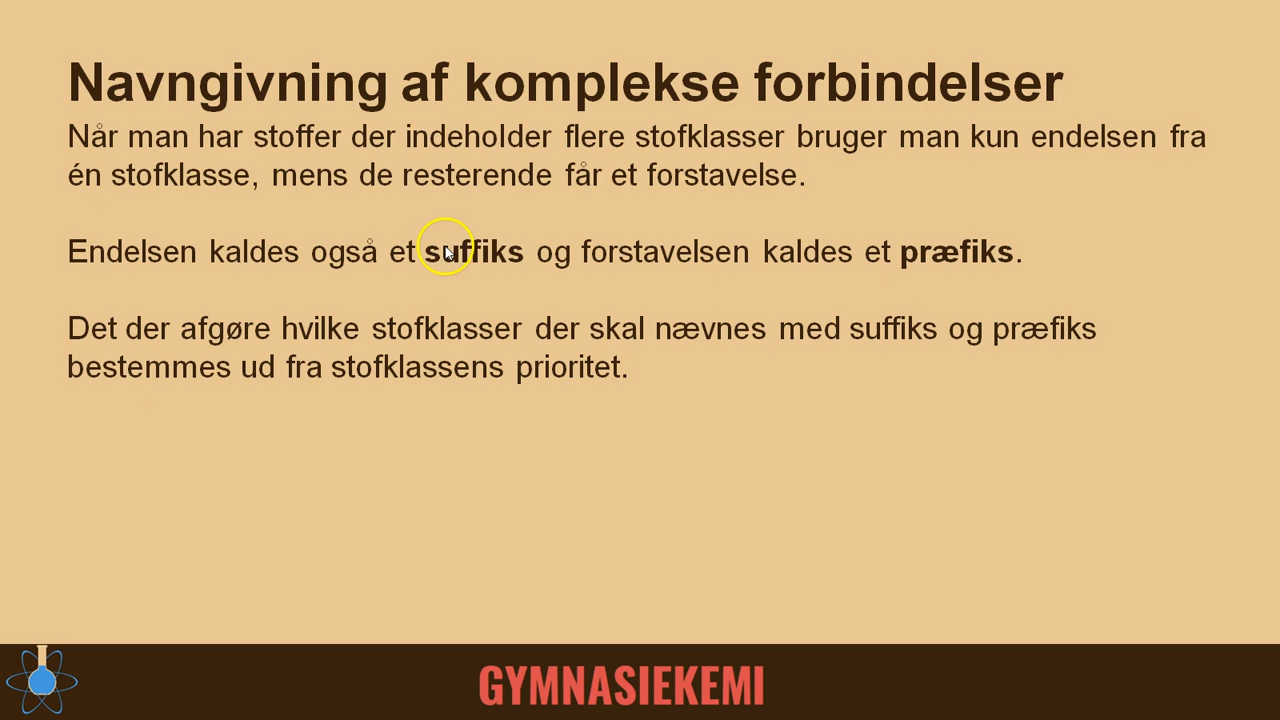 Navngivning af komplekse forbindelser
Når man har stoffer der indeholder flere stofklasser bruger man kun endelsen fra
én stofklasse, mens de resterende får et forstavelse.
Endelsen kaldes også et suffiks og forstavelsen kaldes et præfiks.
Det der afgøre hvilke stofklasser der skal nævnes med suffiks og præfiks
bestemmes ud fra stofklassens prioritet.
GYMNASIEKEMI